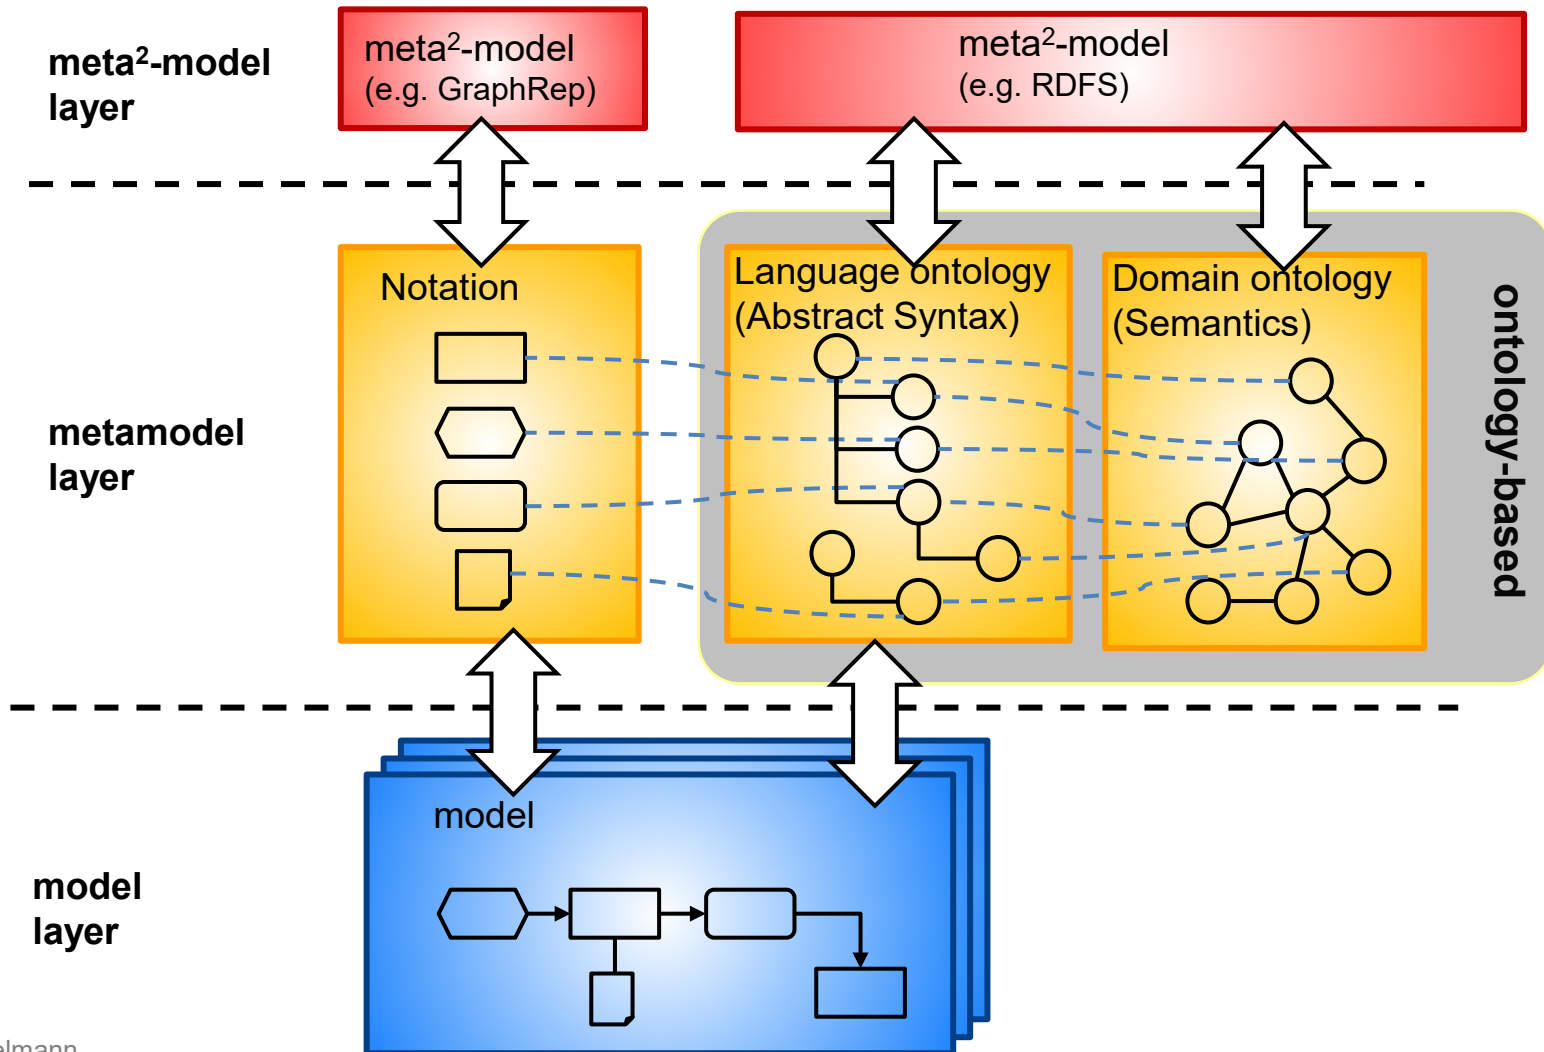 meta²-model
layer
meta²-model
(e.g. GraphRep)
meta²-model
(e.g. RDFS)
metamodel
layer
Notation
Language ontology
(Abstract Syntax)
Domain ontology
(Semantics)
ontology-based
model
layer
model